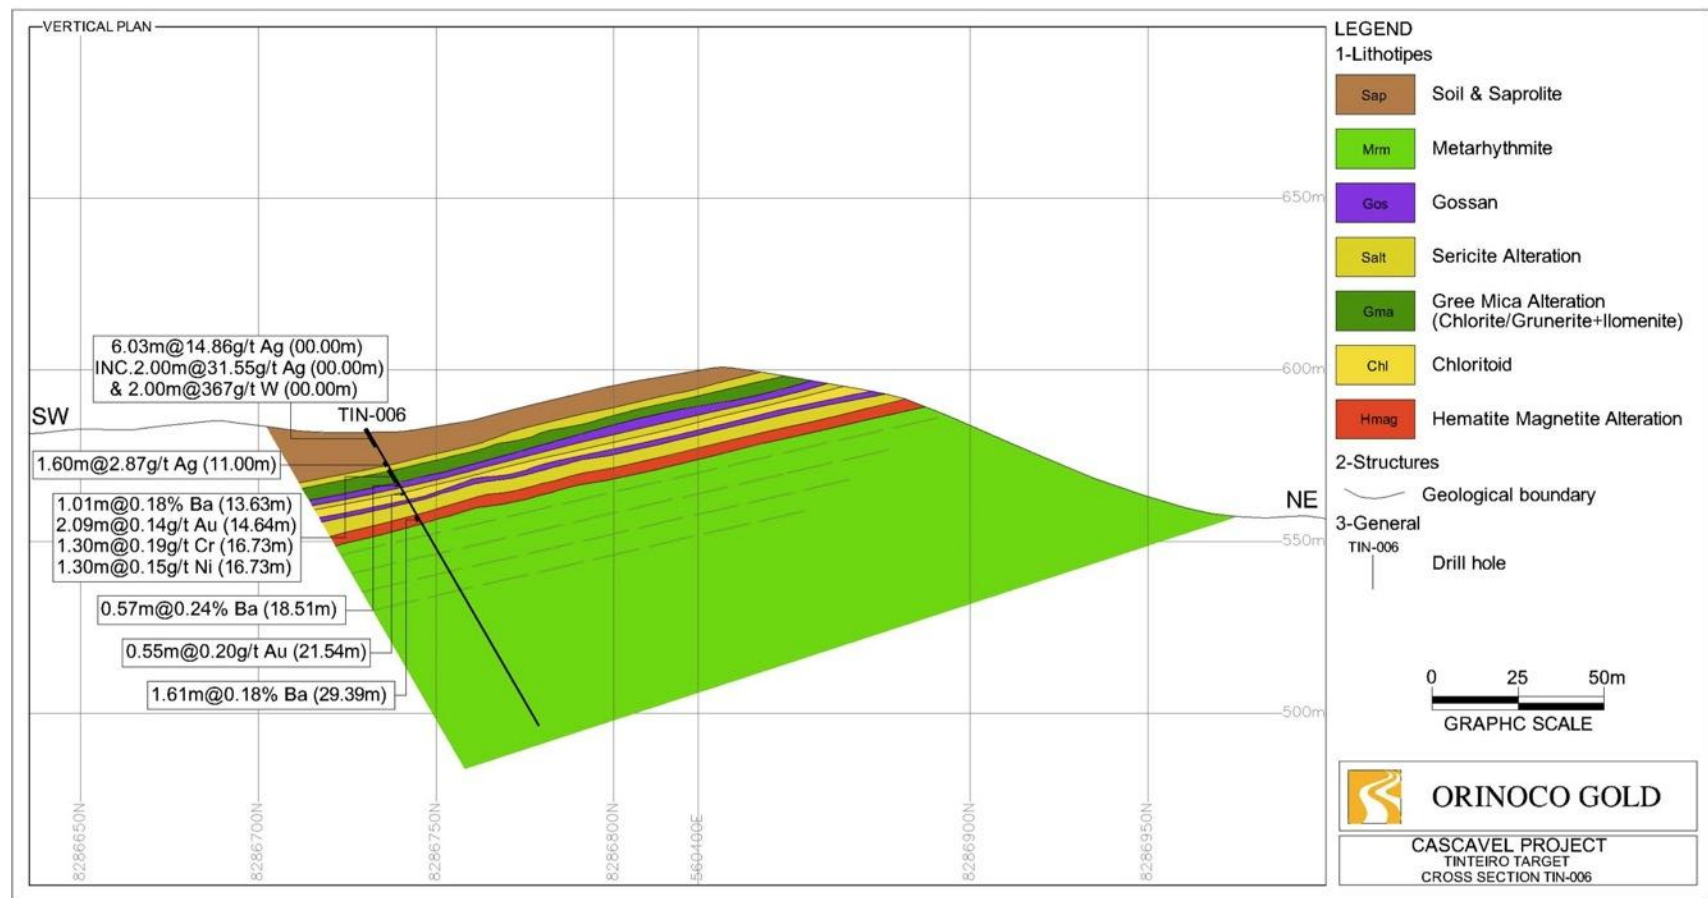 VERTICAL PLAN
650m
600m
550m
500m
6.03m@14.86g/t Ag (00.00m)
INC.2.00m@31.55g/t Ag (00.00m)
& 2.00m@367g/t W (00.00m)
SW
TIN-006
1.60m@2.87g/t Ag (11.00m)
1.01m@0.18% Ba (13.63m)
2.09m@0.14g/t Au (14.64m)
1.30m@0.19g/t Cr (16.73m)
1.30m@0.15g/t Ni (16.73m)
NE
0.57m@0.24% Ba (18.51m)
0.55m@0.20g/t Au (21.54m)
1.61m@0.18% Ba (29.39m)
8286650N
8286700N
8286750N
8286800N
560400E
8286900N
8286950N
LEGEND
1-Lithotipes
Sap Soil & Saprolite
Mrm Metarhythmite
Gos Gossan
Salt Sericite Alteration
Gma Gree Mica Alteration
(Chlorite/Grunerite+Ilomenite)
Chl Chloritoid
Hmag Hematite Magnetite Alteration
2-Structures
Geological boundary
3-General
TIN-006
Drill hole
0 25 50m
GRAPHC SCALE
ORINOCO GOLD
CASCAVEL PROJECT
TINTEIRO TARGET
CROSS SECTION TIN-006